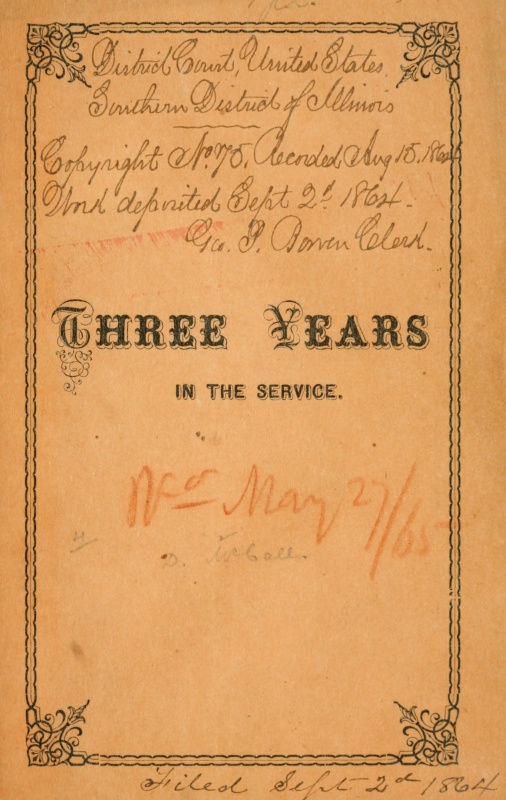 District Court, United States
Southern District of Illinois
Copyright No. 75. Recorded Aug 15. 1864
Work deposited Sept 2d 1864.
Geo. P. Bowen Clerk.
THREE YEARS
IN THE SERVICE.
May 27/65
D.
Filed Sept 2d 1864